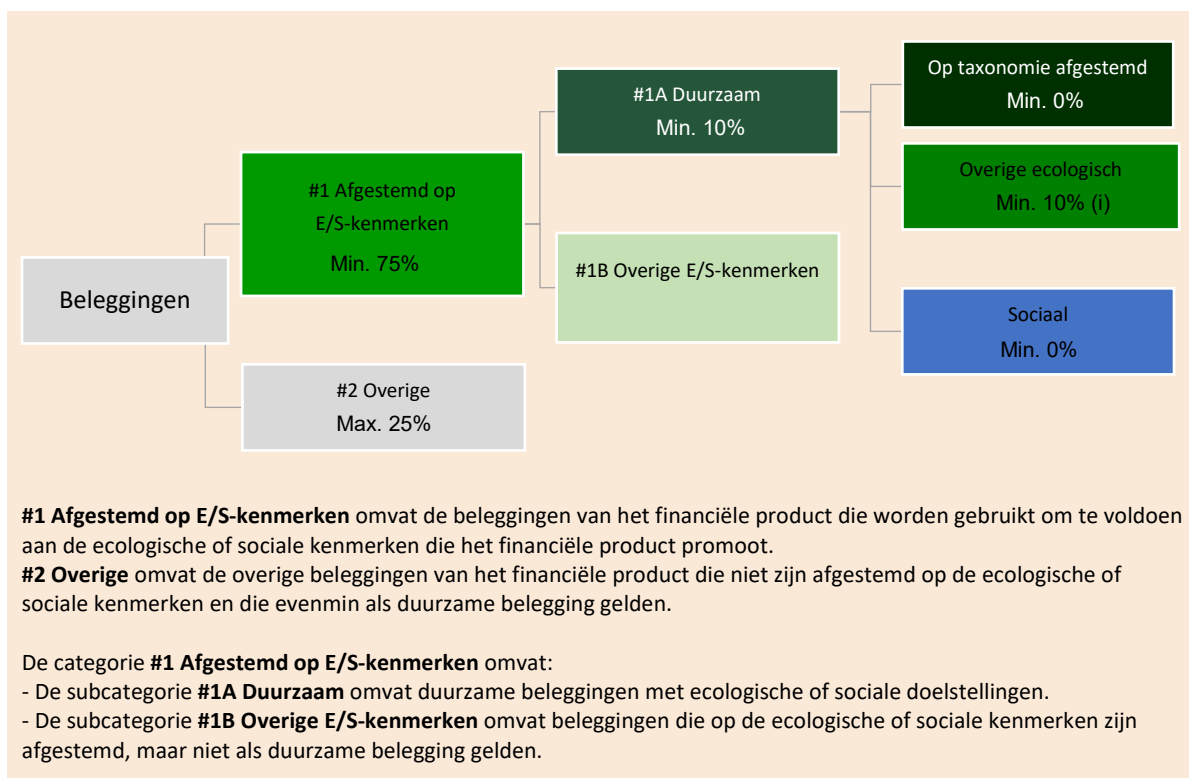 Beleggingen
#1 Afgestemd op
E/S-kenmerken
Min. 75%
#2 Overige
Max. 25%
#1A Duurzaam
Min. 10%
#1B Overige E/S-kenmerken
Op taxonomie afgestemd
Min. 0%
Overige ecologisch
Min. 10% (i)
Sociaal
Min. 0%
#1 Afgestemd op E/S-kenmerken omvat de beleggingen van het financiële product die worden gebruikt om te voldoen
aan de ecologische of sociale kenmerken die het financiële product promoot.
#2 Overige omvat de overige beleggingen van het financiële product die niet zijn afgestemd op de ecologische of
sociale kenmerken en die evenmin als duurzame belegging gelden.
De categorie #1 Afgestemd op E/S-kenmerken omvat:
- De subcategorie #1A Duurzaam omvat duurzame beleggingen met ecologische of sociale doelstellingen.
- De subcategorie #1B Overige E/S-kenmerken omvat beleggingen die op de ecologische of sociale kenmerken zijn
afgestemd, maar niet als duurzame belegging gelden.